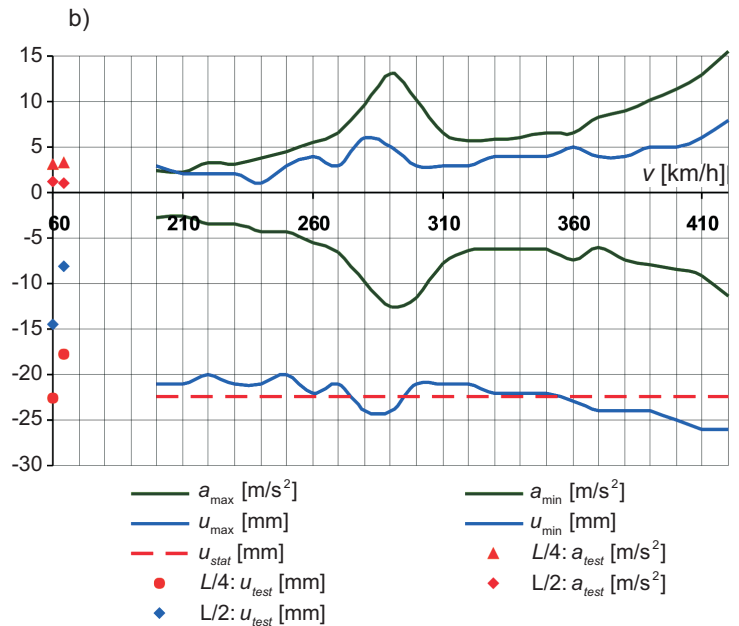 b)
15
10
5
0
-5
-10
-15
-20
-25
-30
v [km/h]
60 210 260 310 360 410
a_max [m/s²] a_min [m/s²]
u_max [mm] u_min [mm]
u_stat [mm] L/4: a_test [m/s²]
L/4: u_test [mm] L/2: a_test [m/s²]
L/2: u_test [mm]